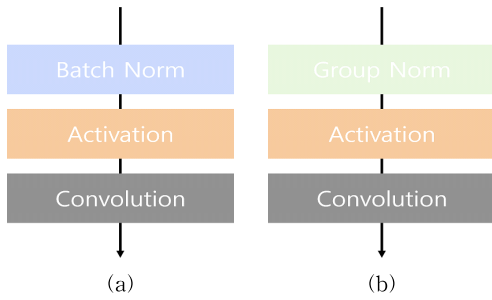 Batch Norm
Activation
Convolution
(a)
Group Norm
Activation
Convolution
(b)